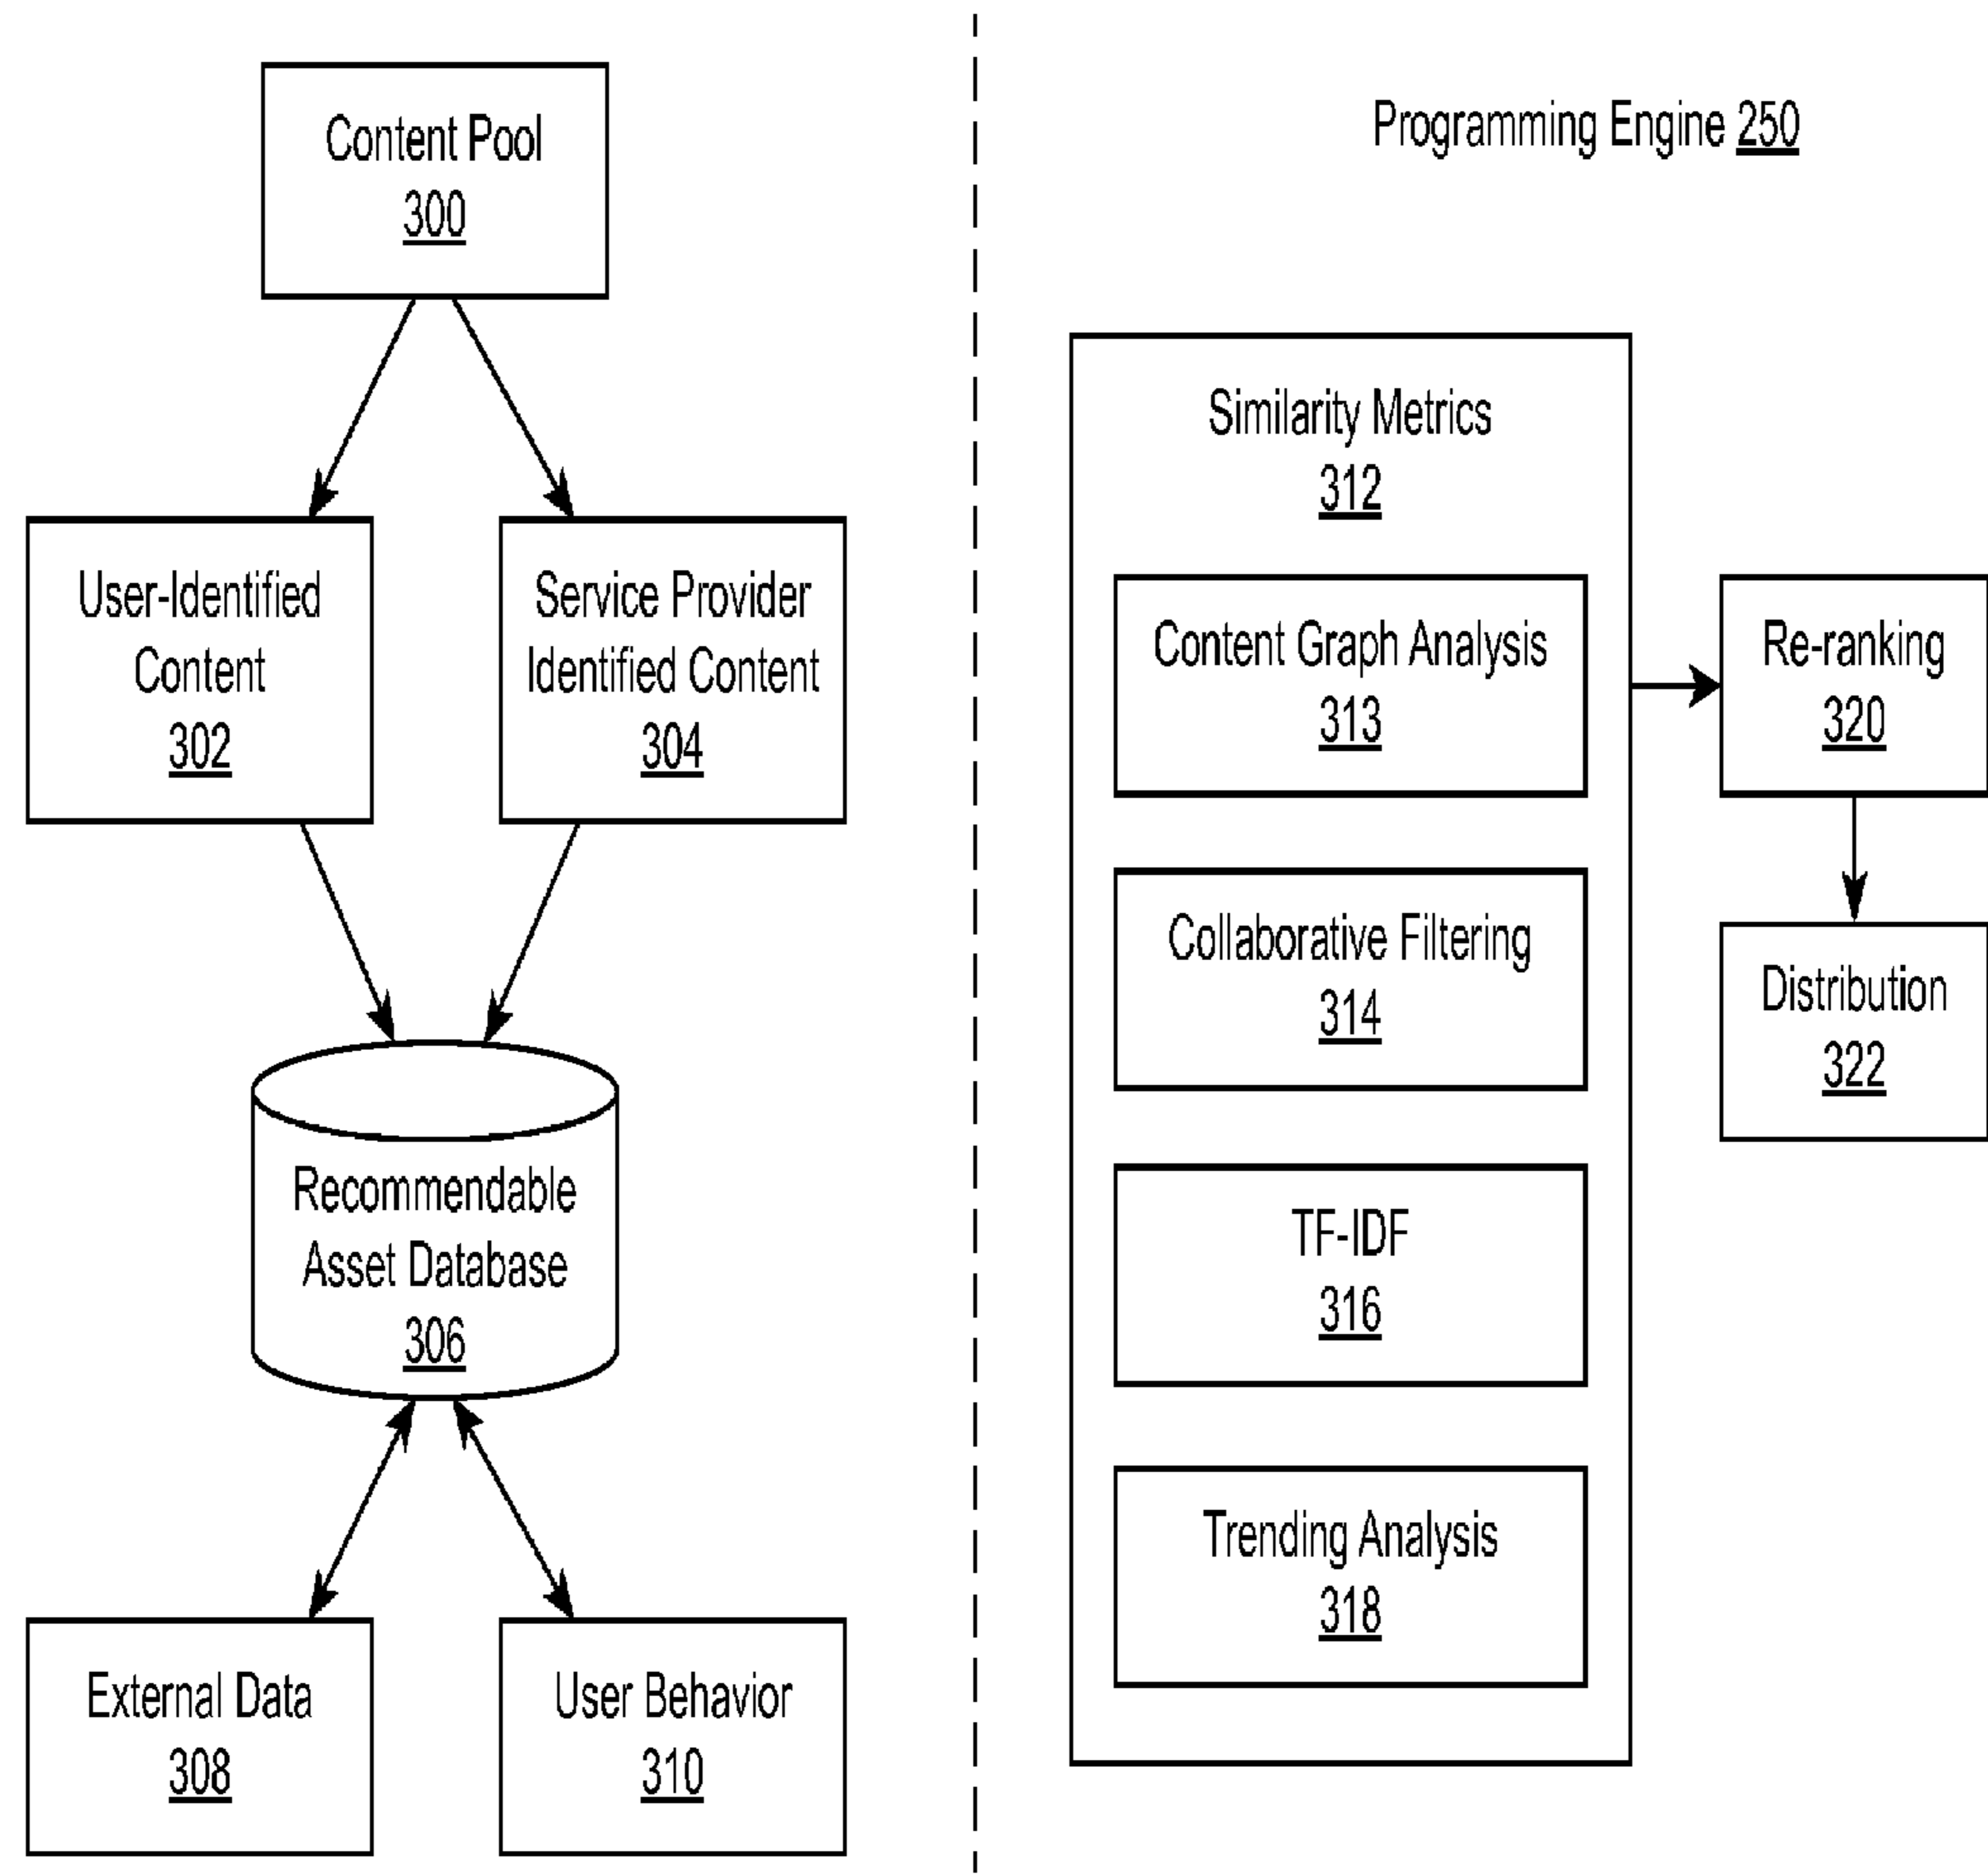 Content Pool
300
User-Identified
Content
302
Service Provider
Identified Content
304
Recommendable
Asset Database
306
External Data
308
User Behavior
310
Programming Engine 250
Similarity Metrics
312
Content Graph Analysis
313
Collaborative Filtering
314
TF-IDF
316
Trending Analysis
318
Re-ranking
320
Distribution
322